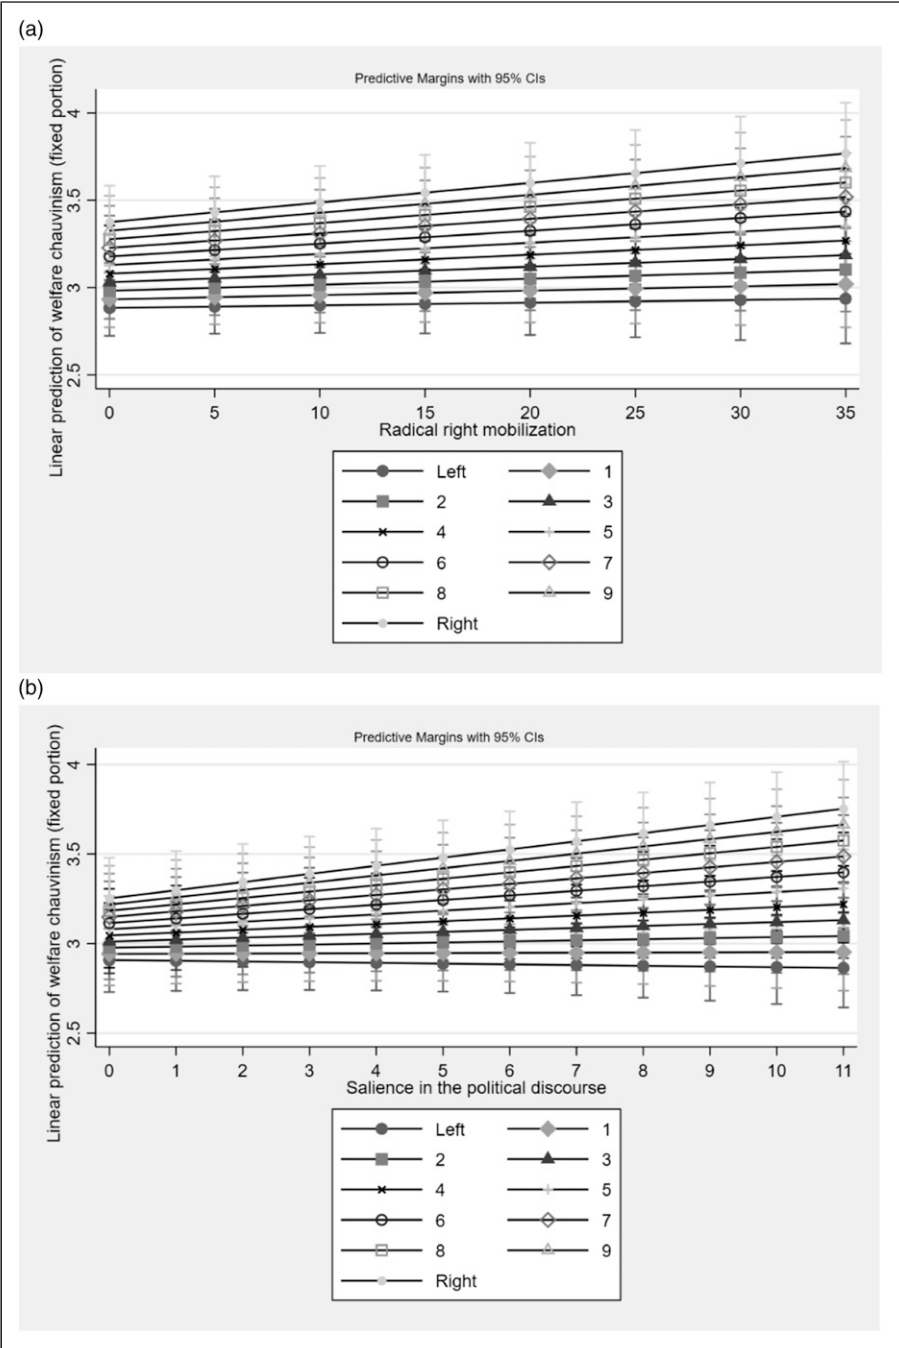 (a)
Predictive Margins with 95% CIs
Linear prediction of welfare chauvinism (fixed portion)
4
3.5
3
2.5
0 5 10 15 20 25 30 35
Radical right mobilization
Left 1
2 3
4 5
6 7
8 9
Right
(b)
Predictive Margins with 95% CIs
Linear prediction of welfare chauvinism (fixed portion)
4
3.5
3
2.5
0 1 2 3 4 5 6 7 8 9 10 11
Salience in the political discourse
Left 1
2 3
4 5
6 7
8 9
Right